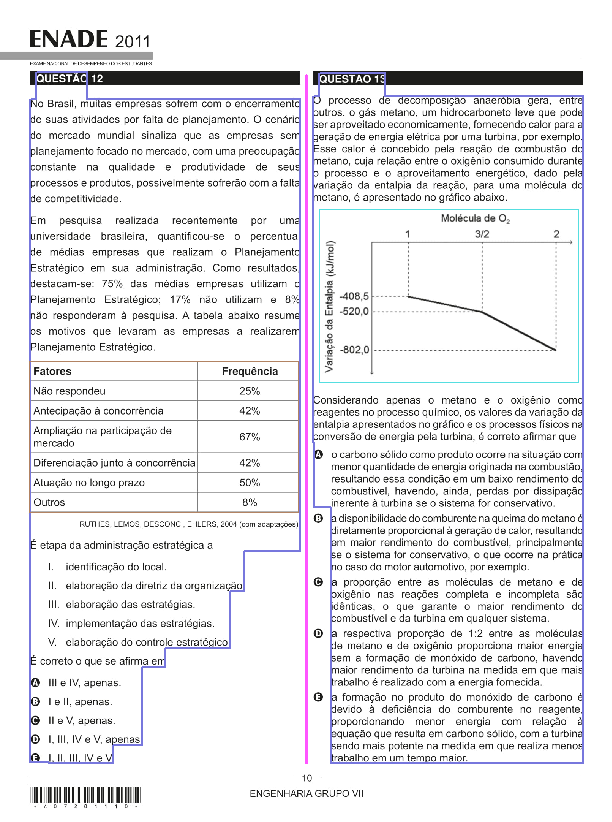 ENADE 2011
EXAME NACIONAL DE DESEMPENHO DOS ESTUDANTES
QUESTÃO 12
No Brasil, muitas empresas sofrem com o encerramento
de suas atividades por falta de planejamento. O cenário
do mercado mundial sinaliza que as empresas sem
planejamento focado no mercado, com uma preocupação
constante na qualidade e produtividade de seus
processos e produtos, possivelmente sofrerão com a falta
de competitividade.
Em pesquisa realizada recentemente por uma
universidade brasileira, quantificou-se o percentual
de médias empresas que realizam o Planejamento
Estratégico em sua administração. Como resultados,
destacam-se: 75% das médias empresas utilizam o
Planejamento Estratégico; 17% não utilizam e 8%
não responderam à pesquisa. A tabela abaixo resume
os motivos que levaram as empresas a realizarem
Planejamento Estratégico.
Fatores Frequência
Não respondeu 25%
Antecipação à concorrência 42%
Ampliação na participação de
mercado 67%
Diferenciação junto à concorrência 42%
Atuação no longo prazo 50%
Outros 8%
RUTHES, LEMOS, DESCONCI, EHLERS, 2004 (com adaptações)
É etapa da administração estratégica a
I. identificação do local.
II. elaboração da diretriz da organização.
III. elaboração das estratégias.
IV. implementação das estratégias.
V. elaboração do controle estratégico.
É correto o que se afirma em
A III e IV, apenas.
B I e II, apenas.
C II e V, apenas.
D I, III, IV e V, apenas.
E I, II, III, IV e V.
QUESTÃO 13
O processo de decomposição anaeróbia gera, entre
outros, o gás metano, um hidrocarboneto leve que pode
ser aproveitado economicamente, fornecendo calor para a
geração de energia elétrica por uma turbina, por exemplo.
Esse calor é concebido pela reação de combustão do
metano, cuja relação entre o oxigênio consumido durante
o processo e o aproveitamento energético, dado pela
variação da entalpia da reação, para uma molécula do
metano, é apresentado no gráfico abaixo.
Molécula de O2
1 3/2 2
Variação da Entalpia (kJ/mol)
-408,5
-520,0
-802,0
Considerando apenas o metano e o oxigênio como
reagentes no processo químico, os valores da variação da
entalpia apresentados no gráfico e os processos físicos na
conversão de energia pela turbina, é correto afirmar que
A o carbono sólido como produto ocorre na situação com
menor quantidade de energia originada na combustão,
resultando essa condição em um baixo rendimento do
combustível, havendo, ainda, perdas por dissipação
inerente à turbina se o sistema for conservativo.
B a disponibilidade do comburente na queima do metano é
diretamente proporcional à geração de calor, resultando
em maior rendimento do combustível, principalmente
se o sistema for conservativo, o que ocorre na prática
no caso do motor automotivo, por exemplo.
C a proporção entre as moléculas de metano e de
oxigênio nas reações completa e incompleta são
idênticas, o que garante o maior rendimento do
combustível e da turbina em qualquer sistema.
D a respectiva proporção de 1:2 entre as moléculas
de metano e de oxigênio proporciona maior energia
sem a formação de monóxido de carbono, havendo
maior rendimento da turbina na medida em que mais
trabalho é realizado com a energia fornecida.
E a formação no produto do monóxido de carbono é
devido à deficiência do comburente no reagente,
proporcionando menor energia com relação à
equação que resulta em carbono sólido, com a turbina
sendo mais potente na medida em que realiza menos
trabalho em um tempo maior.
10
ENGENHARIA GRUPO VII